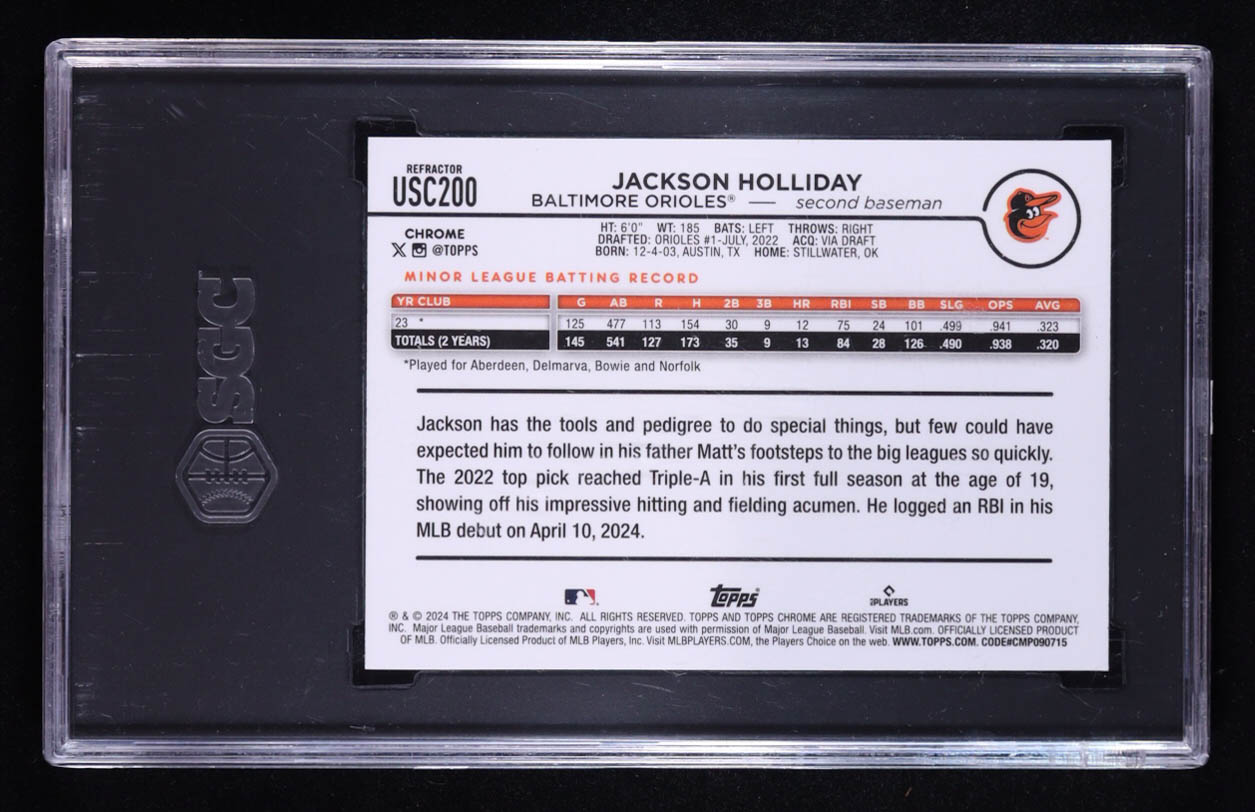 SGC
REFRACTOR
USC200
JACKSON HOLLIDAY
BALTIMORE ORIOLES® — second baseman
CHROME
@TOPPS
HT: 6'0" WT: 185 BATS: LEFT THROWS: RIGHT
DRAFTED: ORIOLES #1-JULY, 2022 ACQ: VIA DRAFT
BORN: 12-4-03, AUSTIN, TX HOME: STILLWATER, OK
MINOR LEAGUE BATTING RECORD
YR CLUB G AB R H 2B 3B HR RBI SB BB SLG OPS AVG
23 * 125 477 113 154 30 9 12 75 24 101 .499 .941 .323
TOTALS (2 YEARS) 145 541 127 173 35 9 13 84 28 126 .490 .938 .320
*Played for Aberdeen, Delmarva, Bowie and Norfolk
Jackson has the tools and pedigree to do special things, but few could have
expected him to follow in his father Matt's footsteps to the big leagues so quickly.
The 2022 top pick reached Triple-A in his first full season at the age of 19,
showing off his impressive hitting and fielding acumen. He logged an RBI in his
MLB debut on April 10, 2024.
Topps
PLAYERS
® & © 2024 THE TOPPS COMPANY, INC. ALL RIGHTS RESERVED. TOPPS AND TOPPS CHROME ARE REGISTERED TRADEMARKS OF THE TOPPS COMPANY,
INC. Major League Baseball trademarks and copyrights are used with permission of Major League Baseball. Visit MLB.com. OFFICIALLY LICENSED PRODUCT
OF MLB. Officially Licensed Product of MLB Players, Inc. Visit MLBPLAYERS.COM, the Players Choice on the web. WWW.TOPPS.COM. CODE#CMP090715